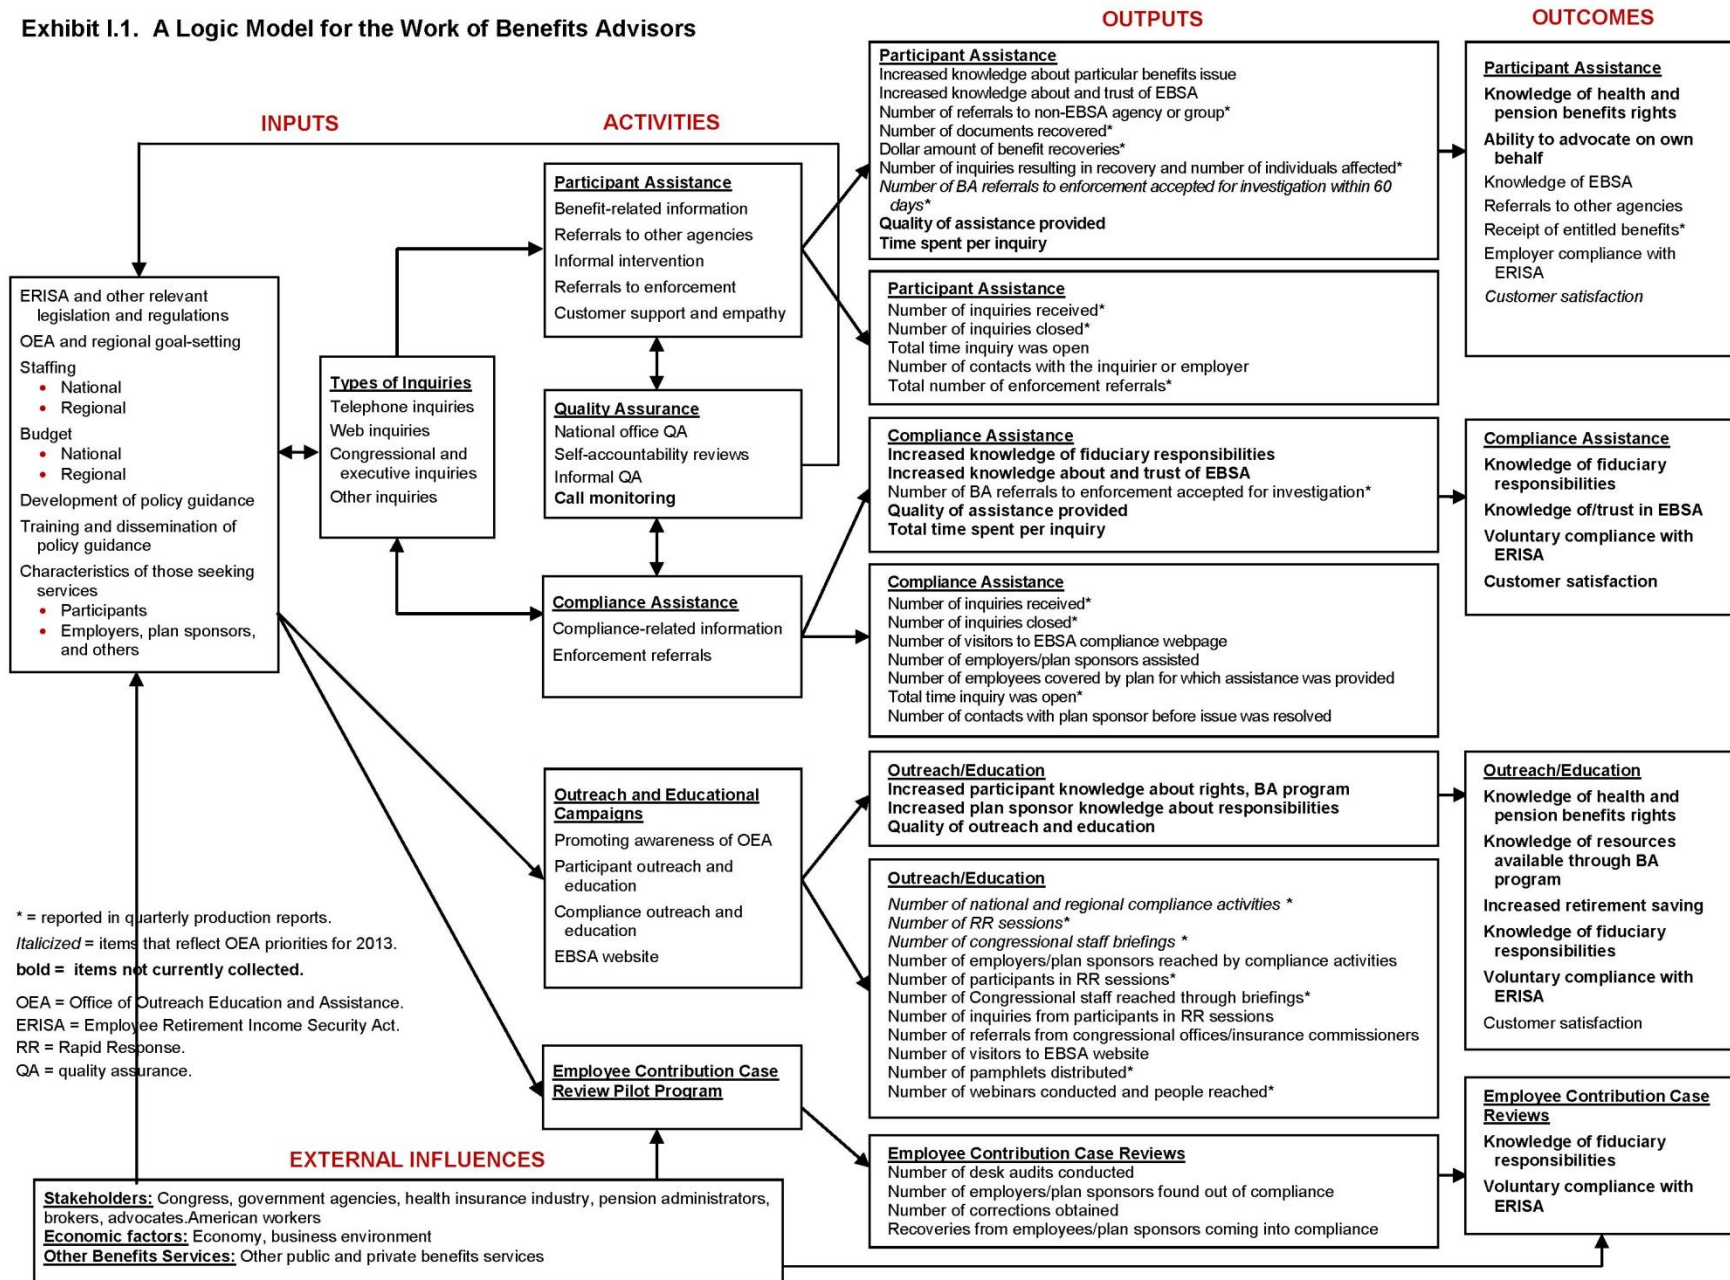 Exhibit I.1. A Logic Model for the Work of Benefits Advisors
INPUTS
ERISA and other relevant
legislation and regulations
OEA and regional goal-setting
Staffing
• National
• Regional
Budget
• National
• Regional
Development of policy guidance
Training and dissemination of
policy guidance
Characteristics of those seeking
services
• Participants
• Employers, plan sponsors,
and others
Types of Inquiries
Telephone inquiries
Web inquiries
Congressional and
executive inquiries
Other inquiries
ACTIVITIES
Participant Assistance
Benefit-related information
Referrals to other agencies
Informal intervention
Referrals to enforcement
Customer support and empathy
Quality Assurance
National office QA
Self-accountability reviews
Informal QA
Call monitoring
Compliance Assistance
Compliance-related information
Enforcement referrals
Outreach and Educational
Campaigns
Promoting awareness of OEA
Participant outreach and
education
Compliance outreach and
education
EBSA website
Employee Contribution Case
Review Pilot Program
OUTPUTS
Participant Assistance
Increased knowledge about particular benefits issue
Increased knowledge about and trust of EBSA
Number of referrals to non-EBSA agency or group*
Number of documents recovered*
Dollar amount of benefit recoveries*
Number of inquiries resulting in recovery and number of individuals affected*
Number of BA referrals to enforcement accepted for investigation within 60
days*
Quality of assistance provided
Time spent per inquiry
Participant Assistance
Number of inquiries received*
Number of inquiries closed*
Total time inquiry was open
Number of contacts with the inquirier or employer
Total number of enforcement referrals*
Compliance Assistance
Increased knowledge of fiduciary responsibilities
Increased knowledge about and trust of EBSA
Number of BA referrals to enforcement accepted for investigation*
Quality of assistance provided
Total time spent per inquiry
Compliance Assistance
Number of inquiries received*
Number of inquiries closed*
Number of visitors to EBSA compliance webpage
Number of employers/plan sponsors assisted
Number of employees covered by plan for which assistance was provided
Total time inquiry was open*
Number of contacts with plan sponsor before issue was resolved
Outreach/Education
Increased participant knowledge about rights, BA program
Increased plan sponsor knowledge about responsibilities
Quality of outreach and education
Outreach/Education
Number of national and regional compliance activities *
Number of RR sessions*
Number of congressional staff briefings *
Number of employers/plan sponsors reached by compliance activities
Number of participants in RR sessions*
Number of Congressional staff reached through briefings*
Number of inquiries from participants in RR sessions
Number of referrals from congressional offices/insurance commissioners
Number of visitors to EBSA website
Number of pamphlets distributed*
Number of webinars conducted and people reached*
Employee Contribution Case Reviews
Number of desk audits conducted
Number of employers/plan sponsors found out of compliance
Number of corrections obtained
Recoveries from employees/plan sponsors coming into compliance
OUTCOMES
Participant Assistance
Knowledge of health and
pension benefits rights
Ability to advocate on own
behalf
Knowledge of EBSA
Referrals to other agencies
Receipt of entitled benefits*
Employer compliance with
ERISA
Customer satisfaction
Compliance Assistance
Knowledge of fiduciary
responsibilities
Knowledge of/trust in EBSA
Voluntary compliance with
ERISA
Customer satisfaction
Outreach/Education
Knowledge of health and
pension benefits rights
Knowledge of resources
available through BA
program
Increased retirement saving
Knowledge of fiduciary
responsibilities
Voluntary compliance with
ERISA
Customer satisfaction
Employee Contribution Case
Reviews
Knowledge of fiduciary
responsibilities
Voluntary compliance with
ERISA
* = reported in quarterly production reports.
Italicized = items that reflect OEA priorities for 2013.
bold = items not currently collected.
OEA = Office of Outreach Education and Assistance.
ERISA = Employee Retirement Income Security Act.
RR = Rapid Response.
QA = quality assurance.
EXTERNAL INFLUENCES
Stakeholders: Congress, government agencies, health insurance industry, pension administrators,
brokers, advocates.American workers
Economic factors: Economy, business environment
Other Benefits Services: Other public and private benefits services